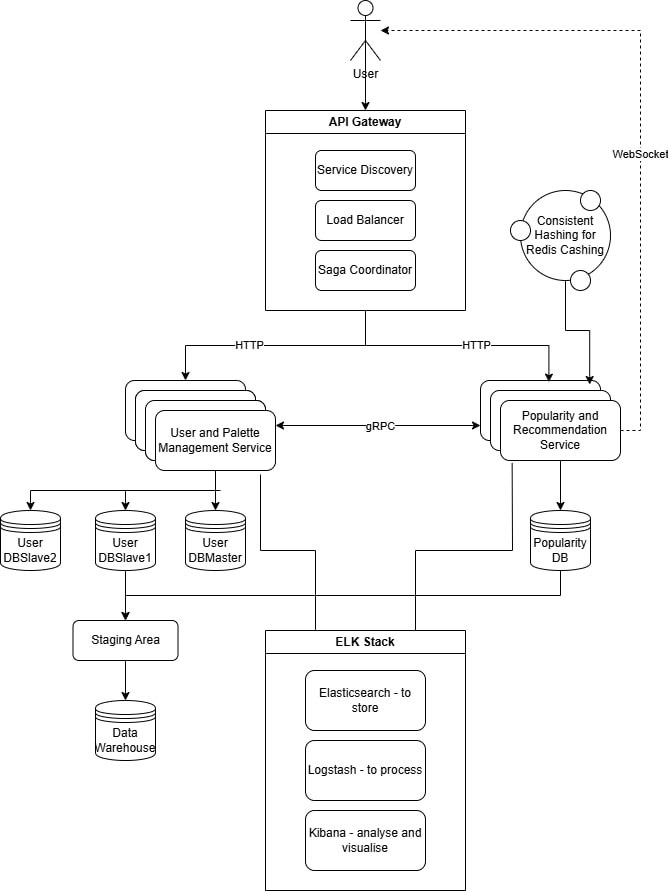 User
API Gateway
Service Discovery
Load Balancer
Saga Coordinator
WebSocket
Consistent
Hashing for
Redis Cashing
HTTP
HTTP
User and Palette
Management Service
gRPC
Popularity and
Recommendation
Service
User
DBSlave2
User
DBSlave1
User
DBMaster
Popularity
DB
Staging Area
Data
Warehouse
ELK Stack
Elasticsearch - to
store
Logstash - to process
Kibana - analyse and
visualise